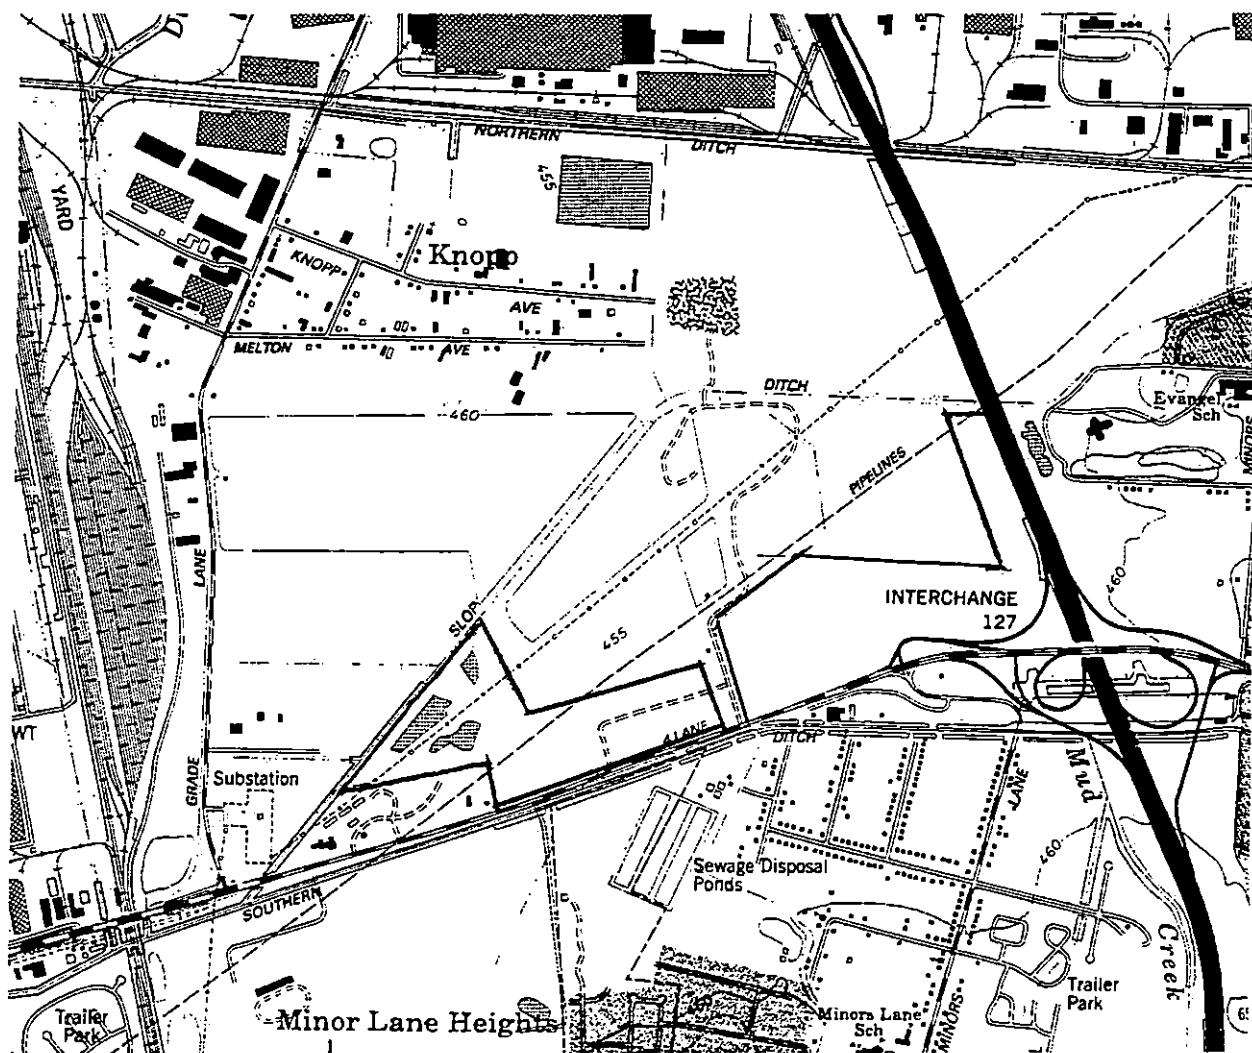 YARD
NORTHERN
DITCH
455
Knopp
KNOPP
AVE
MELTON
AVE
DITCH
460
Evangel
Sch
MINORS
PIPELINES
LANE
SLOP
455
INTERCHANGE
127
460
WT
4 LANE
DITCH
Substation
GRADE
LANE
Mud
460
Sewage Disposal
Ponds
SOUTHERN
Creek
Trailer
Park
Trailer
Park
Minor Lane Heights
Minors Lane
Sch
MINORS
65